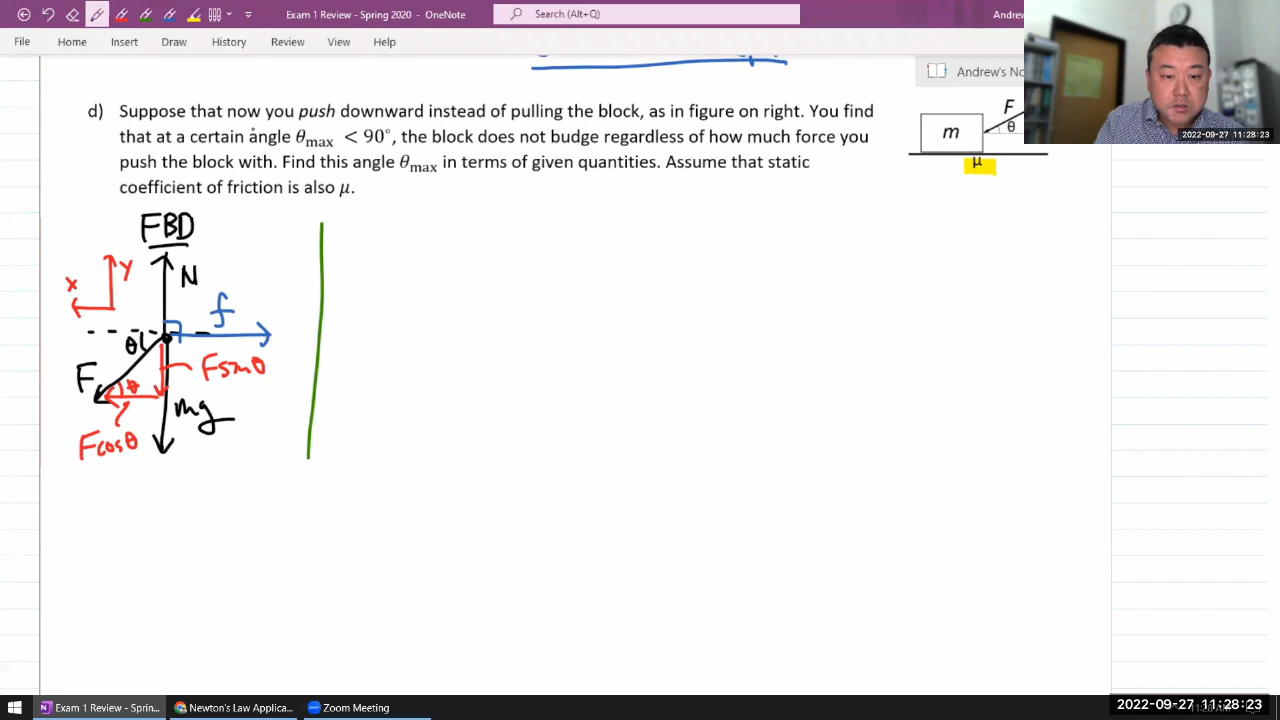 Exam 1 Review - Spring 2020 - OneNote
Search (Alt+Q)
File Home Insert Draw History Review View Help
d) Suppose that now you push downward instead of pulling the block, as in figure on right. You find
that at a certain angle θmax < 90°, the block does not budge regardless of how much force you
push the block with. Find this angle θmax in terms of given quantities. Assume that static
coefficient of friction is also μ.
F
θ
m
μ
2022-09-27 11:28:23
FBD
N
y
x
f
θ
F
θ
F sin θ
mg
F cos θ
Exam 1 Review - Sprin...
Newton's Law Applica...
Zoom Meeting
2022-09-27 11:28:23